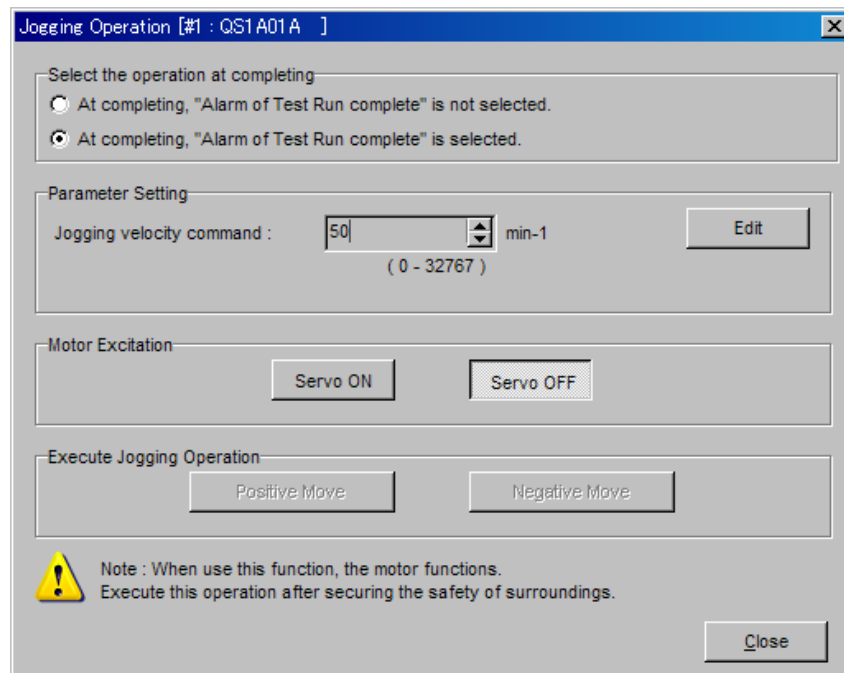 Jogging Operation [#1 : QS1A01A   ]
Select the operation at completing
At completing, "Alarm of Test Run complete" is not selected.
At completing, "Alarm of Test Run complete" is selected.
Parameter Setting
Jogging velocity command :  50  min-1  Edit
( 0 - 32767 )
Motor Excitation
Servo ON  Servo OFF
Execute Jogging Operation
Positive Move  Negative Move
Note : When use this function, the motor functions.
Execute this operation after securing the safety of surroundings.
Close